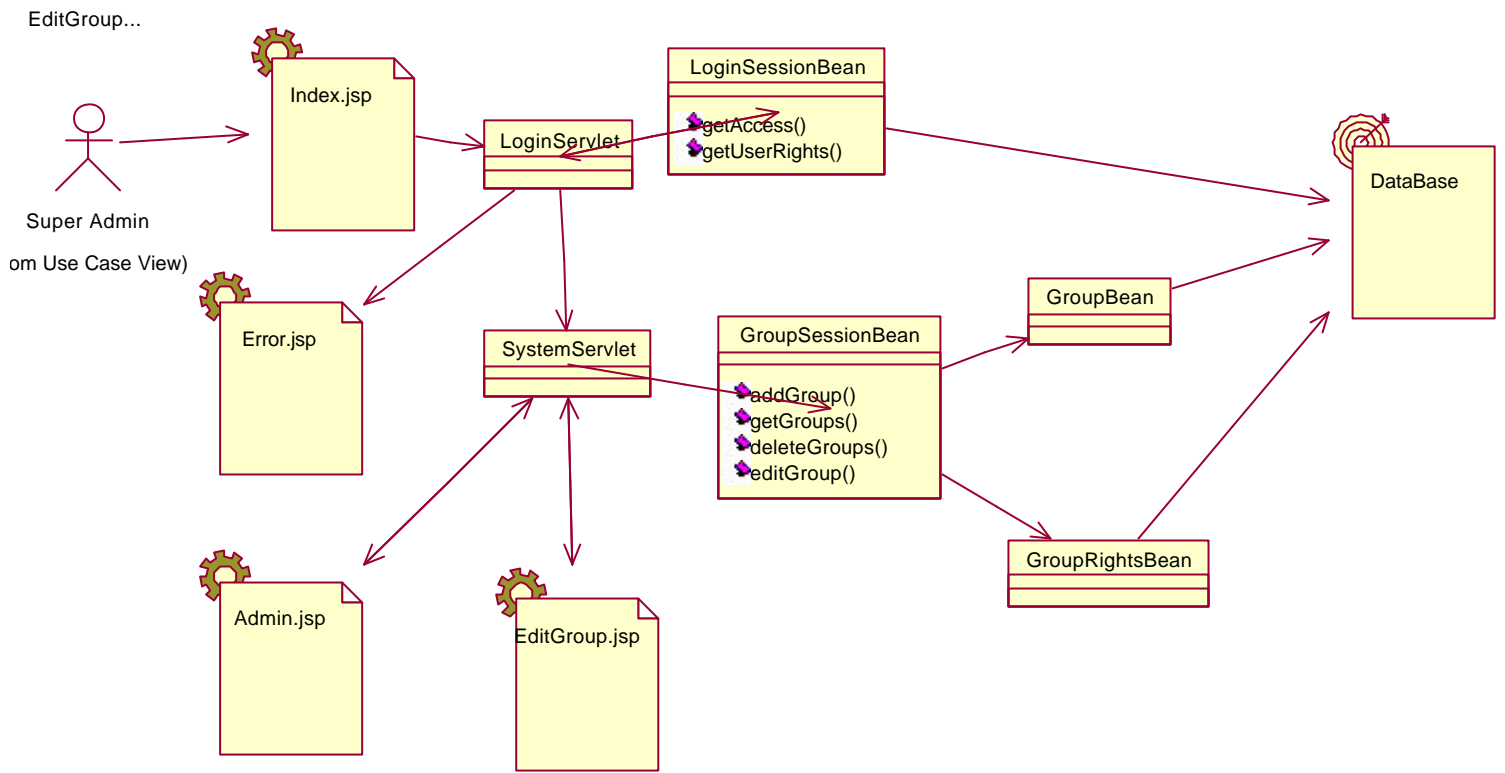 EditGroup...
Index.jsp
Super Admin
om Use Case View)
LoginServlet
LoginSessionBean
getAccess()
getUserRights()
DataBase
Error.jsp
SystemServlet
GroupSessionBean
addGroup()
getGroups()
deleteGroups()
editGroup()
GroupBean
GroupRightsBean
Admin.jsp
EditGroup.jsp